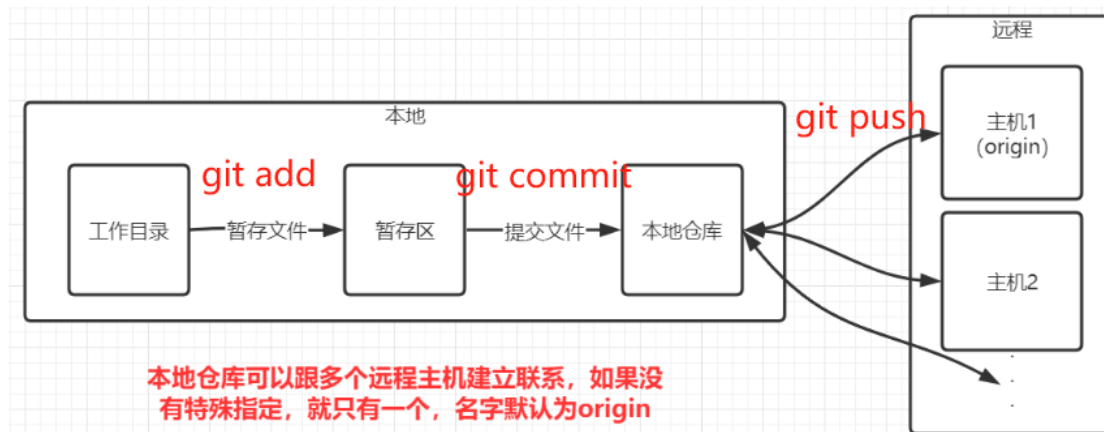 远程
本地
git push
主机1
（origin）
git add
git commit
工作目录
暂存文件
暂存区
提交文件
本地仓库
主机2
本地仓库可以跟多个远程主机建立联系，如果没
有特殊指定，就只有一个，名字默认为origin